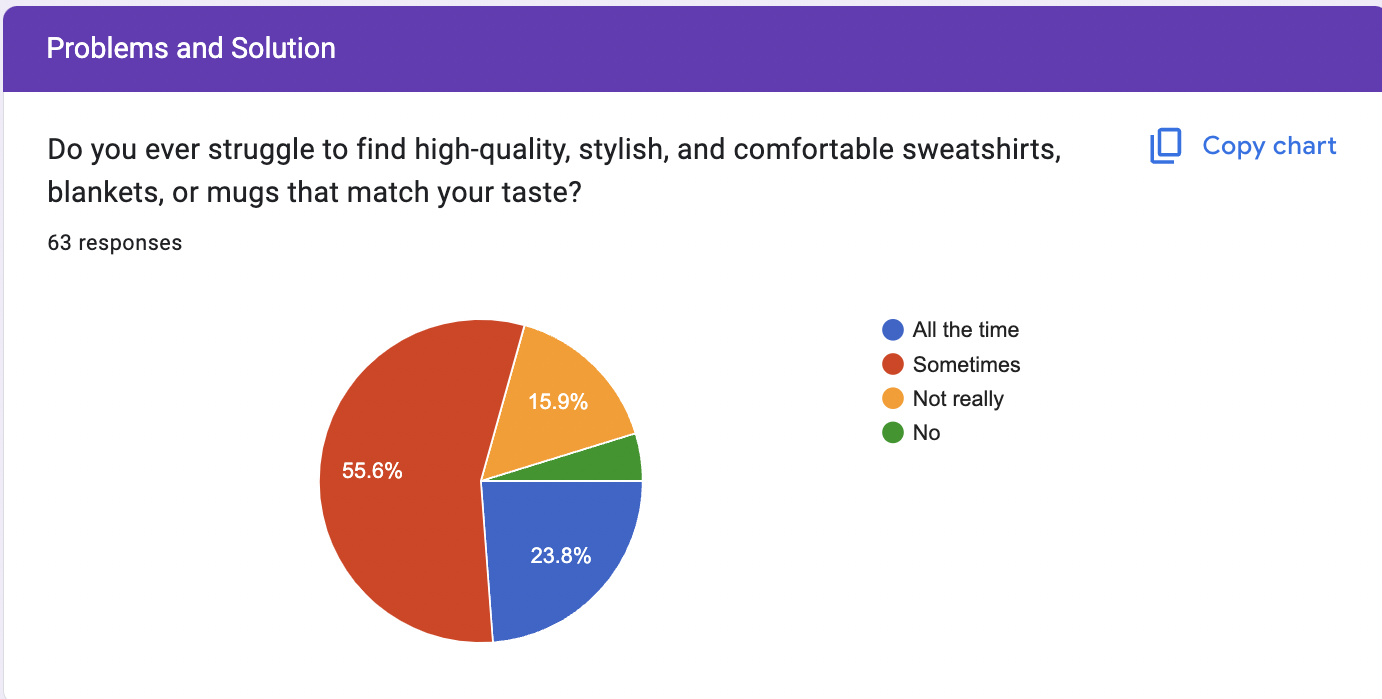 Problems and Solution
Do you ever struggle to find high-quality, stylish, and comfortable sweatshirts,
blankets, or mugs that match your taste?
Copy chart
63 responses
All the time
Sometimes
Not really
No
15.9%
55.6%
23.8%